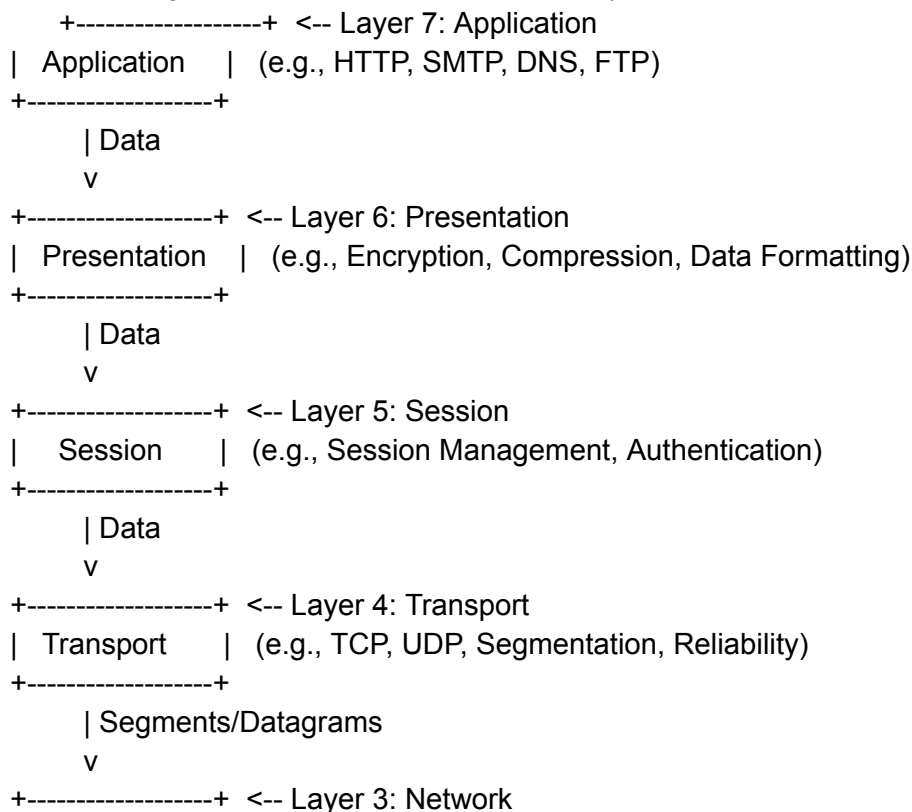 +-------------------+ <-- Layer 7: Application
| Application | (e.g., HTTP, SMTP, DNS, FTP)
+-------------------+
| Data
v
+-------------------+ <-- Layer 6: Presentation
| Presentation | (e.g., Encryption, Compression, Data Formatting)
+-------------------+
| Data
v
+-------------------+ <-- Layer 5: Session
| Session | (e.g., Session Management, Authentication)
+-------------------+
| Data
v
+-------------------+ <-- Layer 4: Transport
| Transport | (e.g., TCP, UDP, Segmentation, Reliability)
+-------------------+
| Segments/Datagrams
v
+-------------------+ <-- Layer 3: Network